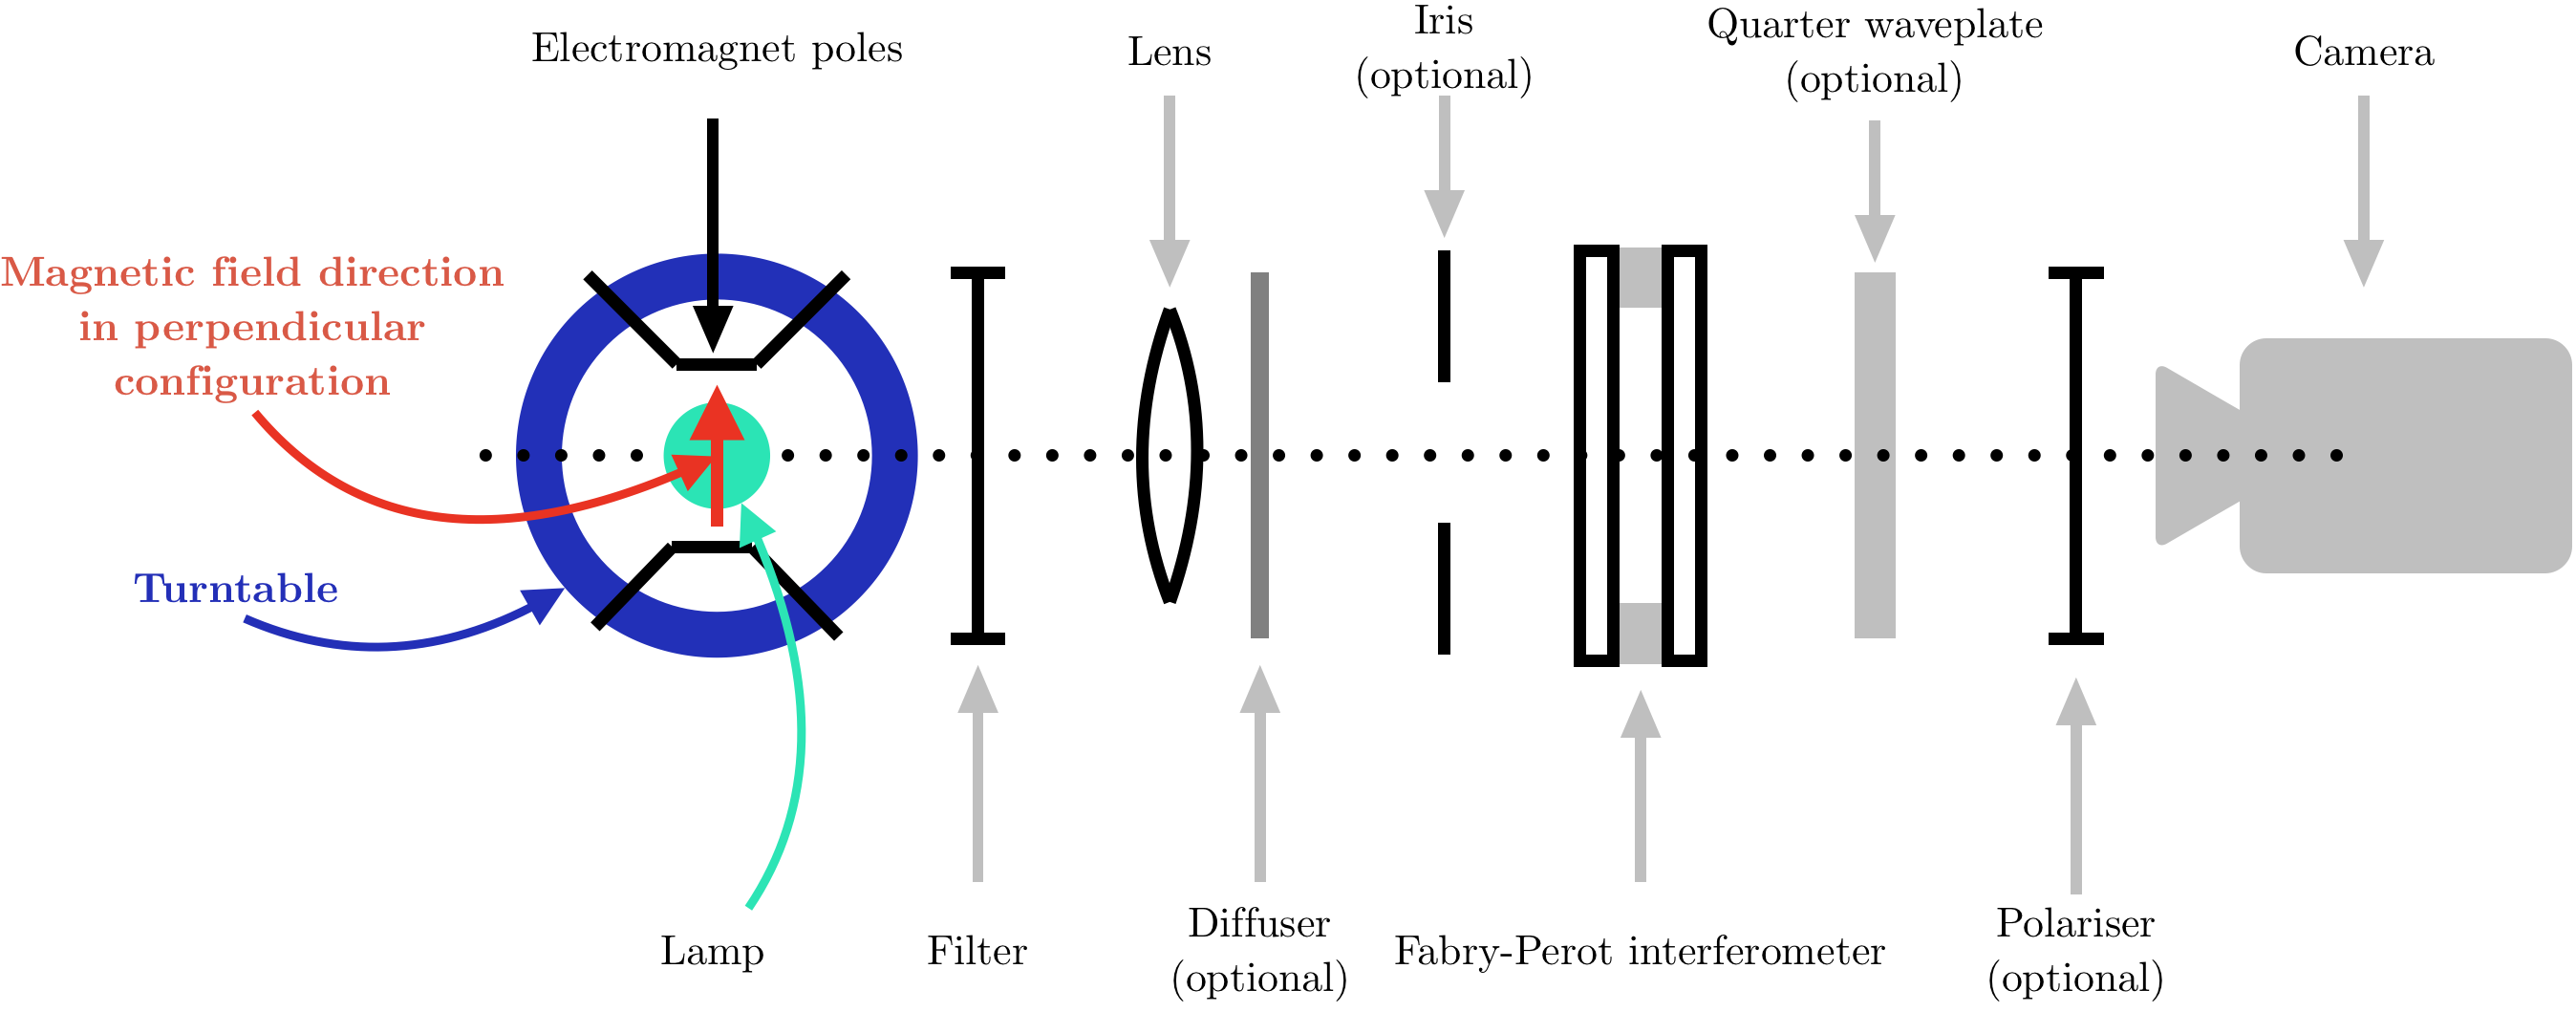 Electromagnet poles
Lens
Iris
(optional)
Quarter waveplate
(optional)
Camera
Magnetic field direction
in perpendicular
configuration
Turntable
Lamp
Filter
Diffuser
(optional)
Fabry-Perot interferometer
Polariser
(optional)